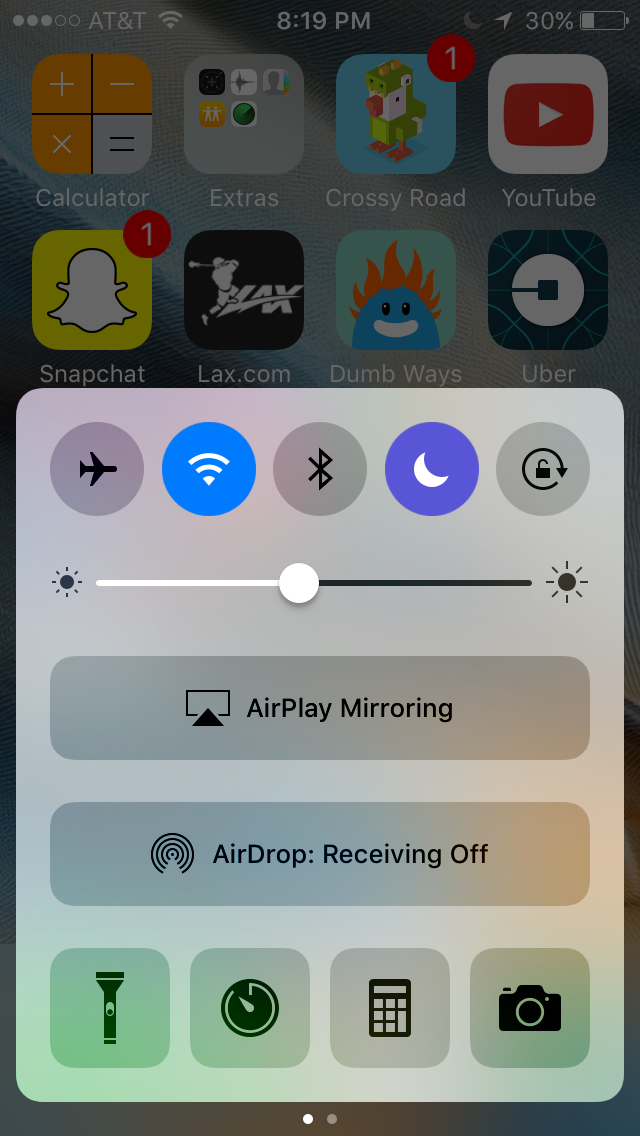 AT&T 8:19 PM 30%
1
Calculator Extras Crossy Road YouTube
1
LAX
Snapchat Lax.com Dumb Ways Uber
AirPlay Mirroring
AirDrop: Receiving Off